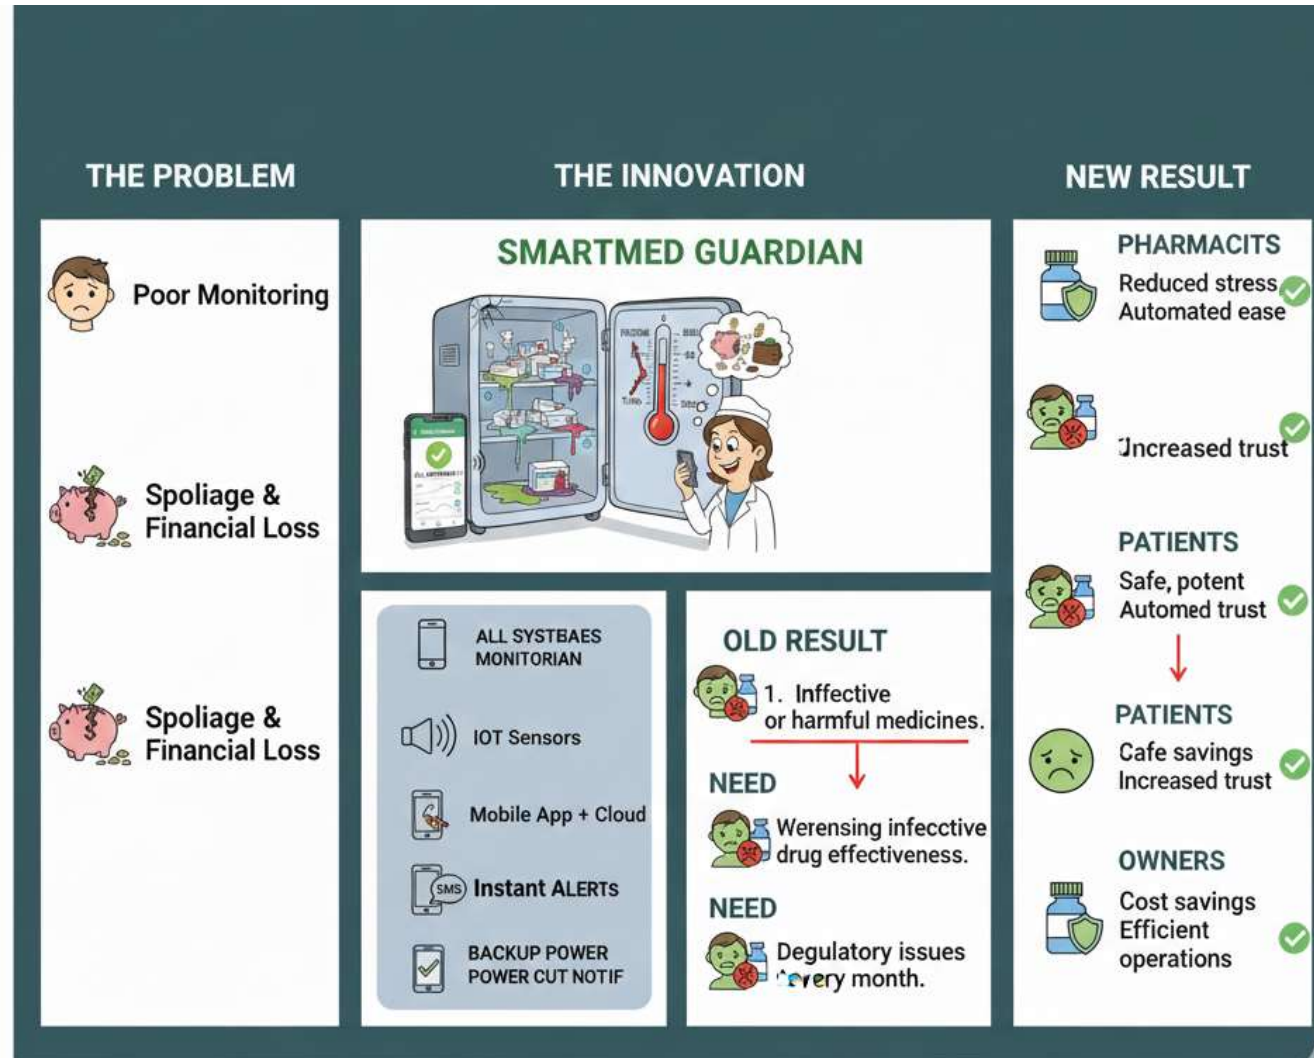 THE PROBLEM
THE INNOVATION
NEW RESULT
Poor Monitoring
Spoliage &
Financial Loss
Spoliage &
Financial Loss
SMARTMED GUARDIAN
ALL SYSTBAES
MONITORIAN
IOT Sensors
Mobile App + Cloud
SMS
Instant ALERTs
BACKUP POWER
POWER CUT NOTIF
OLD RESULT
1. Inffective
or harmful medicines.
NEED
Werensing infecctive
drug effectiveness.
NEED
Degulatory issues
month.
PHARMACITS
Reduced stress,
Automated ease
Increased trust
PATIENTS
Safe, potent
Automed trust
PATIENTS
Cafe savings
Increased trust
OWNERS
Cost savings
Efficient
operations